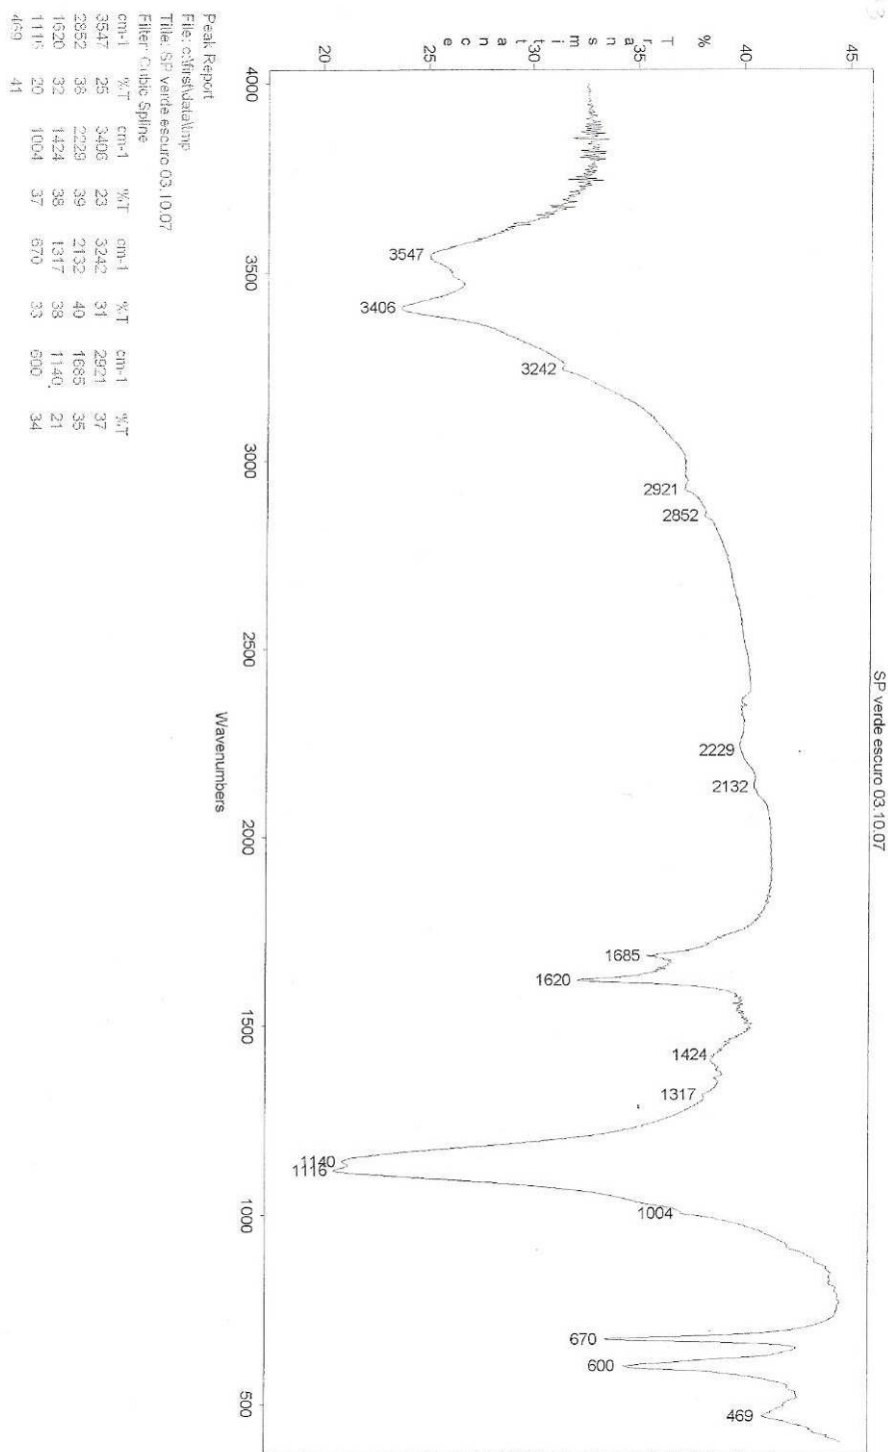 SP verde escuro 03.10.07
% Transmittance
45
40
35
30
25
20
4000
3500
3000
2500
2000
1500
1000
500
Wavenumbers
3547
3406
3242
2921
2852
2229
2132
1685
1620
1424
1317
1140
1116
1004
670
600
469
Peak Report
File: c:\first\data\tmp
Title: SP verde escuro 03.10.07
Filter: Cubic Spline
cm-1 %T cm-1 %T cm-1 %T cm-1 %T
3547 25 3406 23 3242 31 2921 37
2852 38 2229 39 2132 40 1685 35
1620 32 1424 38 1317 38 1140 21
1115 20 1004 37 670 33 600 34
469 41